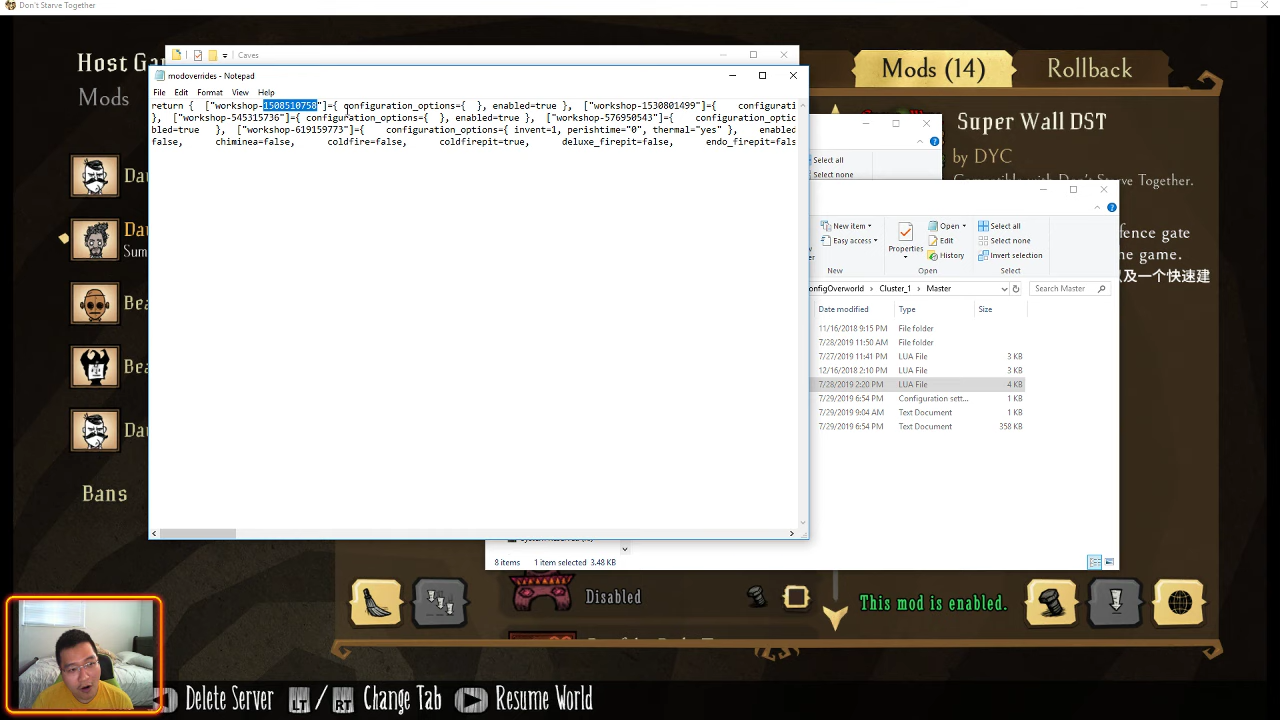 Don't Starve Together
Host Ga
Mods
Da
Da
Sum
Bea
Bea
Da
Bans
Caves
modoverrides - Notepad
File Edit Format View Help
return {  ["workshop-1508510758"]={ configuration_options={  }, enabled=true },  ["workshop-1530801499"]={    configurati
},  ["workshop-545315736"]={ configuration_options={  }, enabled=true },  ["workshop-576950543"]={    configuration_op
bled=true   },  ["workshop-619159773"]={    configuration_options={ invent=1, perishtime="0", thermal="yes" },    enabled
false,      chiminea=false,      coldfire=false,      coldfirepit=true,      deluxe_firepit=false,      endo_firepit=fals
Mods (14)
Rollback
Super Wall DST
by DYC
Compatible with Don't Starve Together.
fence gate
he game.
以及一个快速建
Select all
Select none
New item
Easy access
New
Properties
Open
Edit
History
Open
Select all
Select none
Invert selection
Select
onfigOverworld > Cluster_1 > Master
Search Master
Date modified Type Size
11/16/2018 9:15 PM File folder
7/28/2019 11:50 AM File folder
7/27/2019 11:41 PM LUA File 3 KB
12/16/2018 2:10 PM LUA File 3 KB
7/28/2019 2:20 PM LUA File 4 KB
7/29/2019 6:54 PM Configuration sett... 1 KB
7/29/2019 9:04 AM Text Document 1 KB
7/29/2019 6:54 PM Text Document 358 KB
8 items 1 item selected 3.48 KB
Disabled
This mod is enabled.
Delete Server LT / RT Change Tab Resume World